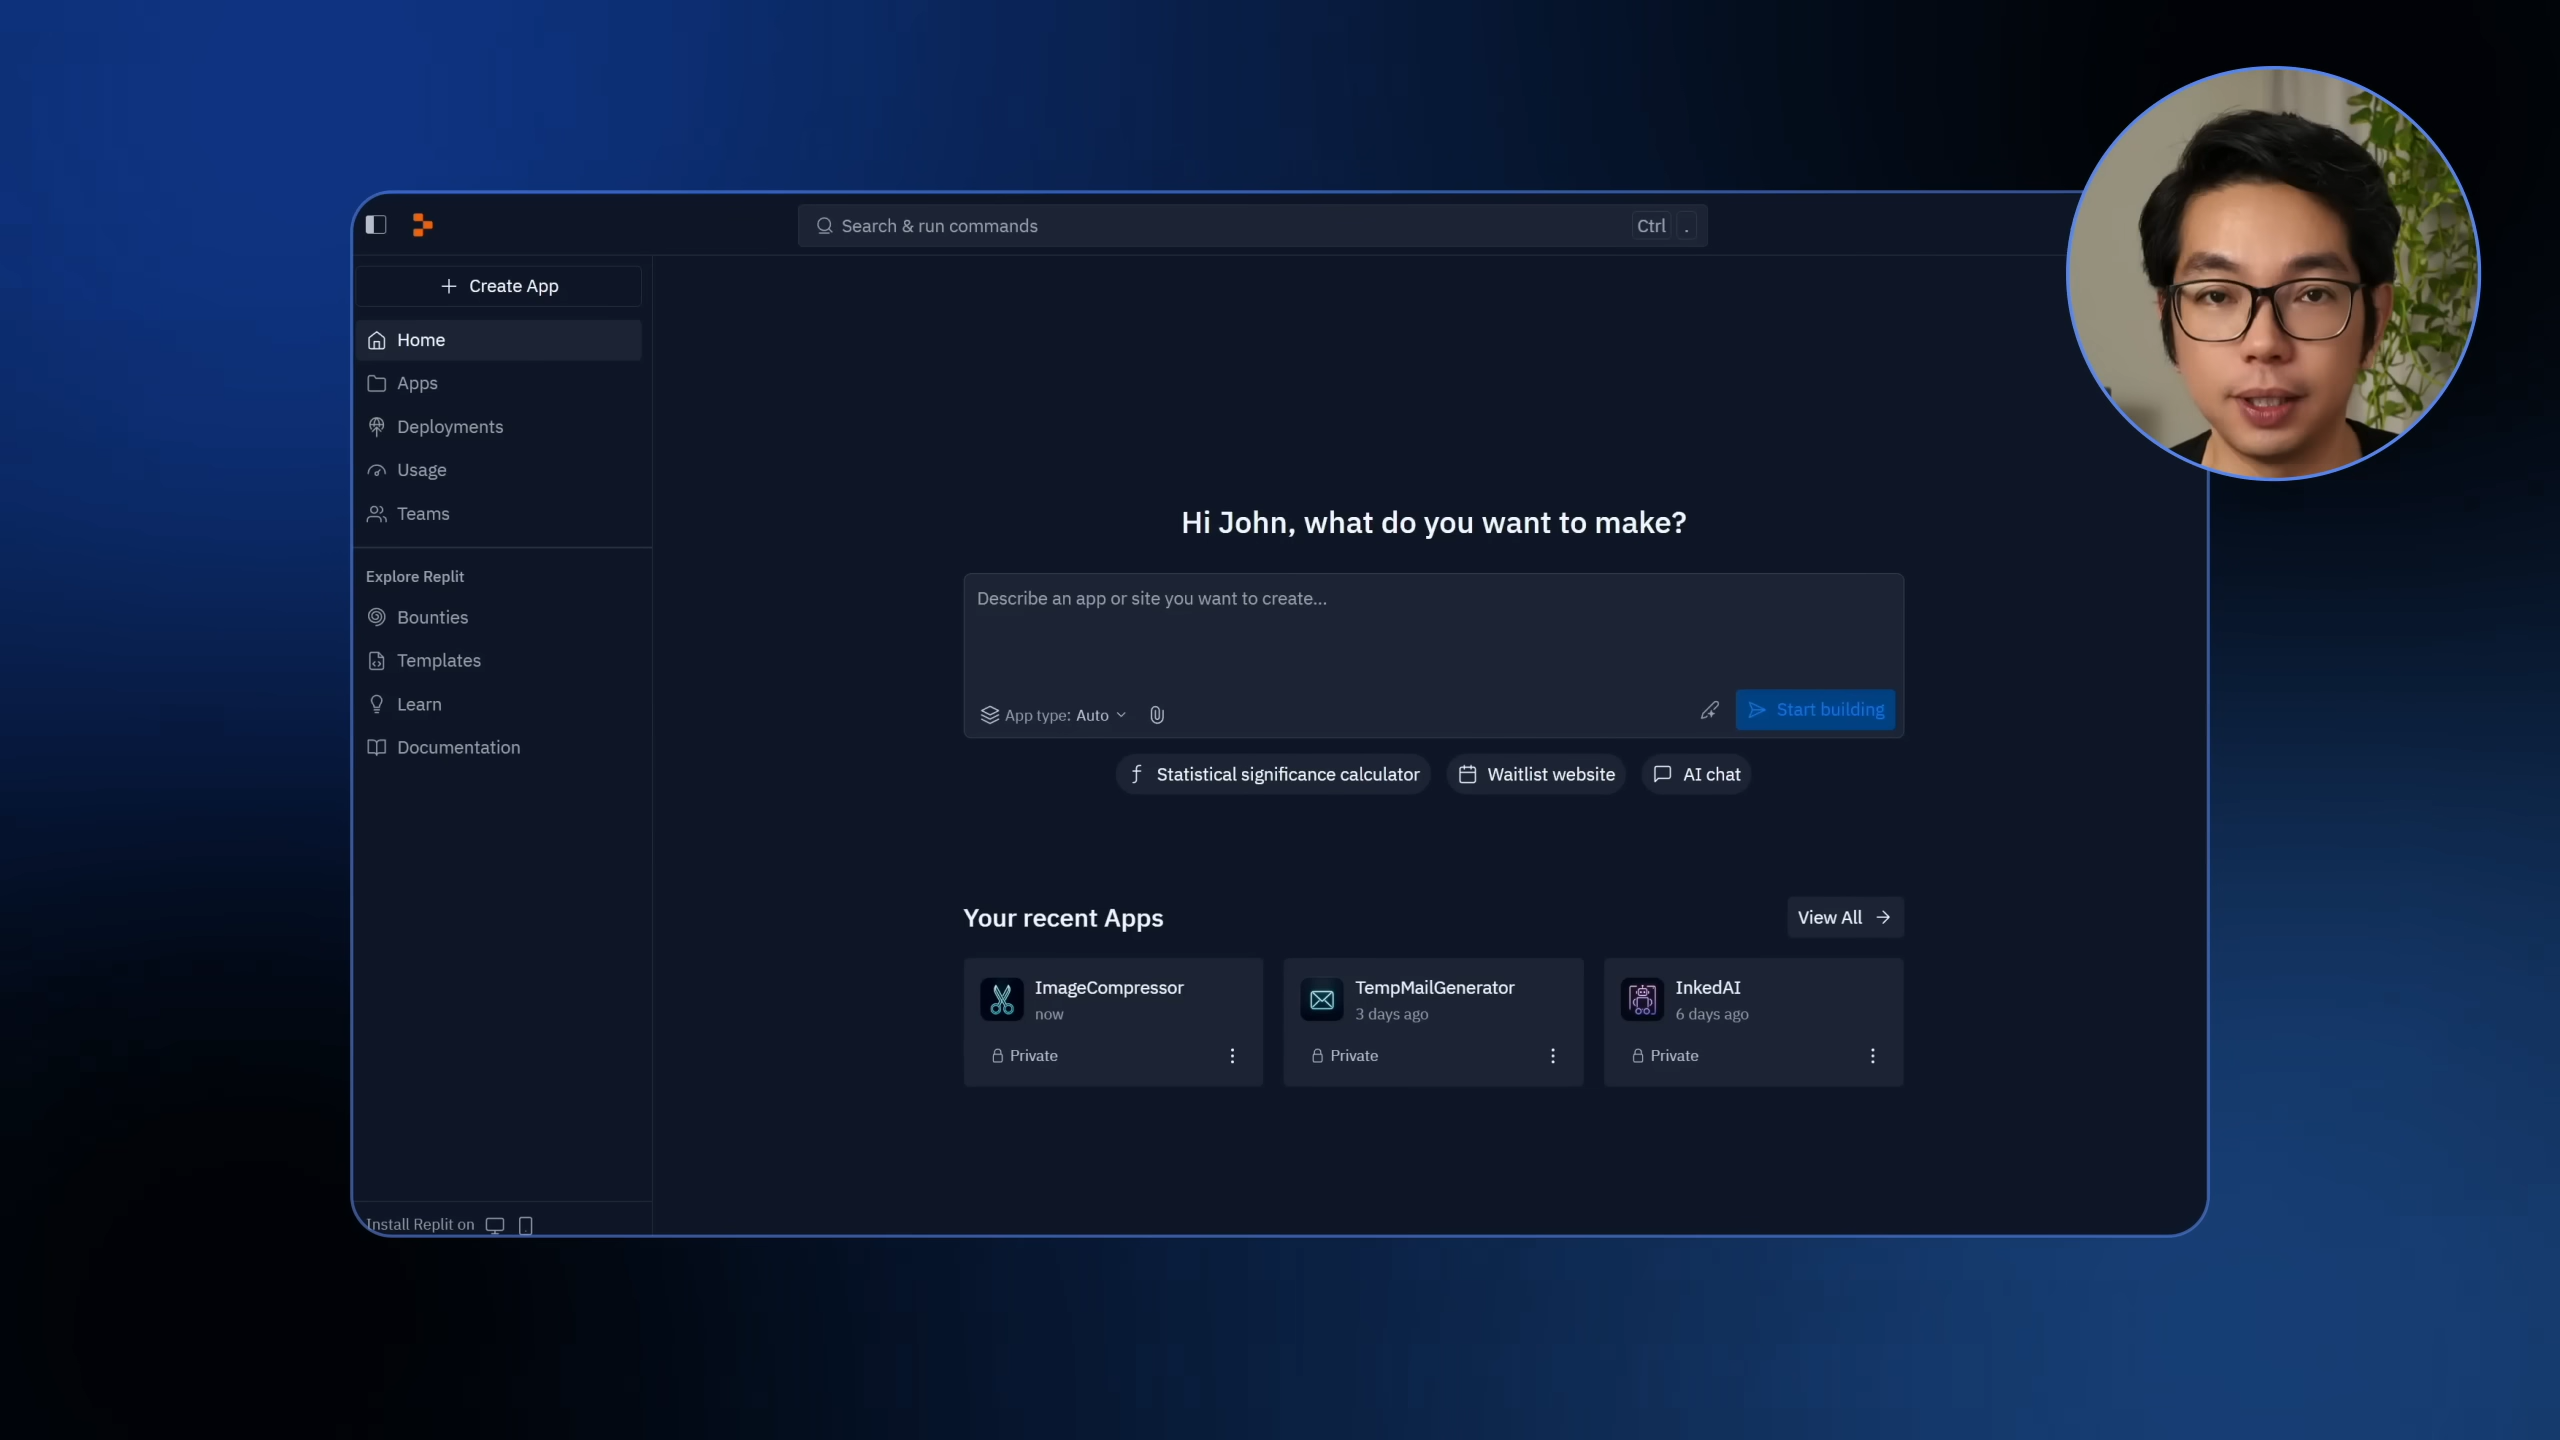 Search & run commands
Ctrl .
Create App
Home
Apps
Deployments
Usage
Teams
Explore Replit
Bounties
Templates
Learn
Documentation
Install Replit on
Hi John, what do you want to make?
Describe an app or site you want to create...
App type: Auto
Start building
Statistical significance calculator
Waitlist website
AI chat
Your recent Apps
View All
ImageCompressor
now
Private
TempMailGenerator
3 days ago
Private
InkedAI
6 days ago
Private